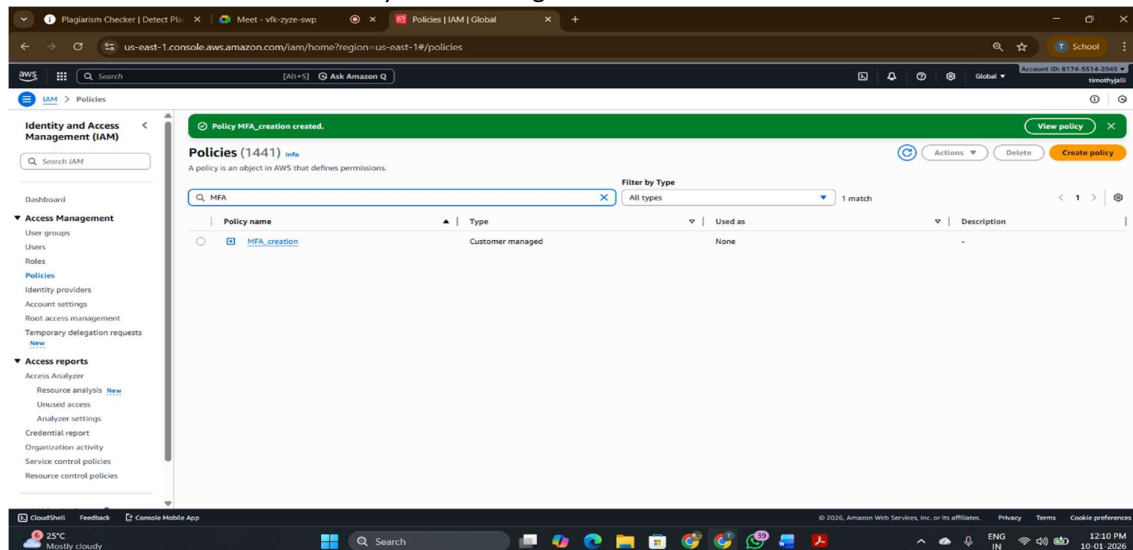 Plagiarism Checker | Detect Pla
Meet - vfk-zyze-swp
Policies | IAM | Global
us-east-1.console.aws.amazon.com/iam/home?region=us-east-1#/policies
T School
aws
Search
[Alt+S]
Ask Amazon Q
Global
Account ID: 8174-5514-2045
timothyjalli
IAM > Policies
Identity and Access Management (IAM)
Search IAM
Dashboard
Access Management
User groups
Users
Roles
Policies
Identity providers
Account settings
Root access management
Temporary delegation requests
New
Access reports
Access Analyzer
Resource analysis New
Unused access
Analyzer settings
Credential report
Organization activity
Service control policies
Resource control policies
Policy MFA_creation created.
View policy
Policies (1441) Info
Actions
Delete
Create policy
A policy is an object in AWS that defines permissions.
Filter by Type
MFA
All types
1 match
1
Policy name
Type
Used as
Description
MFA_creation
Customer managed
None
-
CloudShell Feedback Console Mobile App
© 2026, Amazon Web Services, Inc. or its affiliates. Privacy Terms Cookie preferences
25°C
Mostly cloudy
Search
39
ENG
IN
12:10 PM
10-01-2026